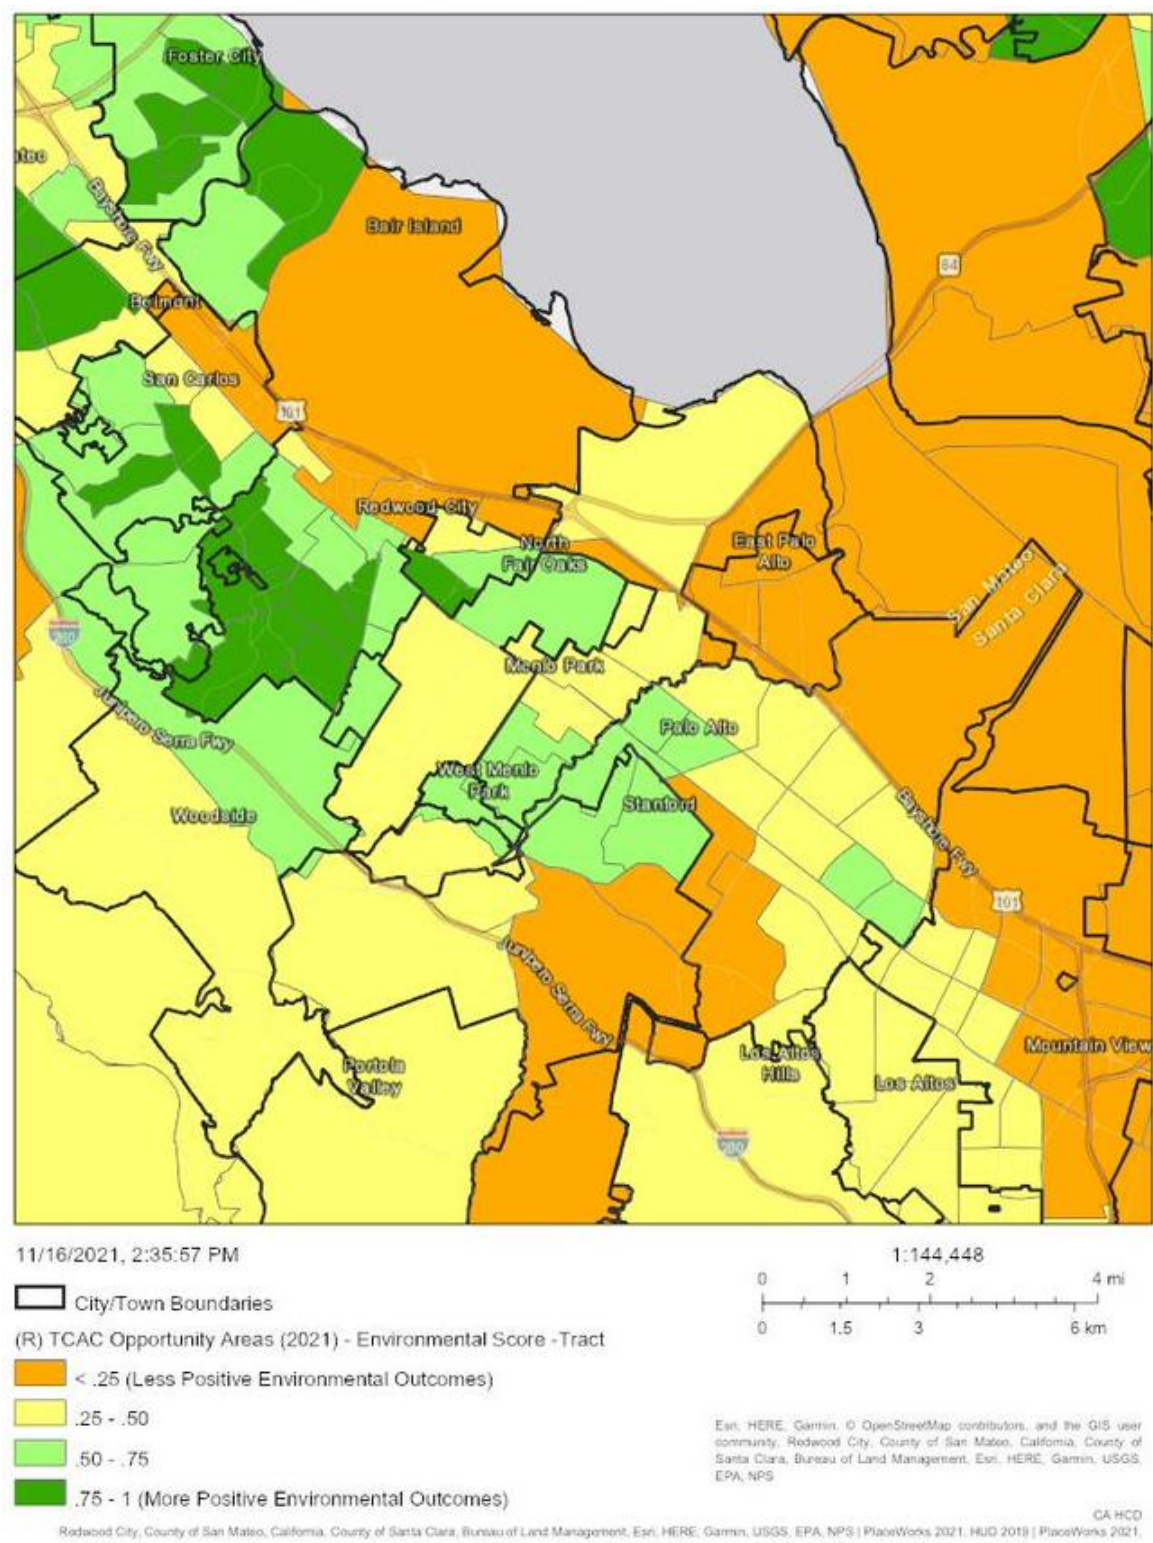 Foster City
ateo
Bayshore Fwy
Bair Island
84
Belmont
San Carlos
101
Redwood City
North
Fair Oaks
East Palo
Alto
San Mateo
Santa Clara
280
Menlo Park
Junipero Serra Fwy
Palo Alto
West Menlo
Park
Stanford
Woodside
Bayshore Fwy
101
Junipero Serra Fwy
Portola
Valley
Los Altos
Hills
Los Altos
Mountain View
280
11/16/2021, 2:35:57 PM
1:144,448
0 1 2 4 mi
0 1.5 3 6 km
City/Town Boundaries
(R) TCAC Opportunity Areas (2021) - Environmental Score -Tract
< .25 (Less Positive Environmental Outcomes)
.25 - .50
.50 - .75
.75 - 1 (More Positive Environmental Outcomes)
Esri, HERE, Garmin, © OpenStreetMap contributors, and the GIS user
community, Redwood City, County of San Mateo, California, County of
Santa Clara, Bureau of Land Management, Esri, HERE, Garmin, USGS,
EPA, NPS
CA HCD
Redwood City, County of San Mateo, California, County of Santa Clara, Bureau of Land Management, Esri, HERE, Garmin, USGS, EPA, NPS | PlaceWorks 2021, HUD 2019 | PlaceWorks 2021,